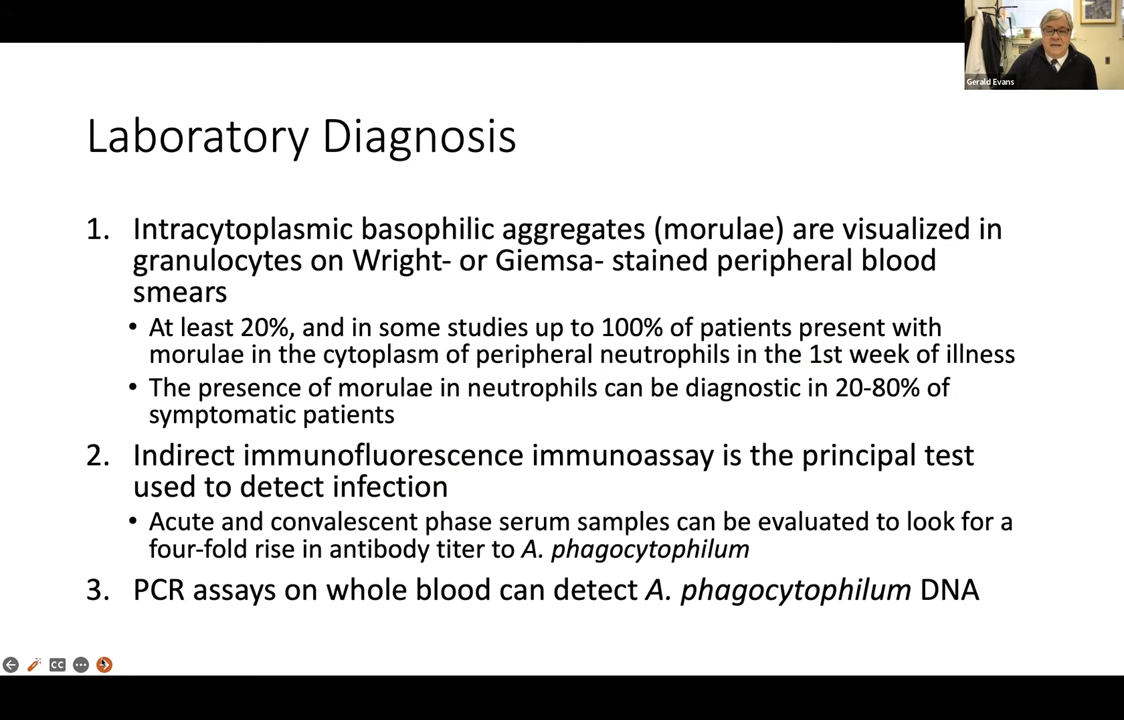 Gerald Evans
Laboratory Diagnosis
1. Intracytoplasmic basophilic aggregates (morulae) are visualized in
granulocytes on Wright- or Giemsa- stained peripheral blood
smears
• At least 20%, and in some studies up to 100% of patients present with
morulae in the cytoplasm of peripheral neutrophils in the 1st week of illness
• The presence of morulae in neutrophils can be diagnostic in 20-80% of
symptomatic patients
2. Indirect immunofluorescence immunoassay is the principal test
used to detect infection
• Acute and convalescent phase serum samples can be evaluated to look for a
four-fold rise in antibody titer to A. phagocytophilum
3. PCR assays on whole blood can detect A. phagocytophilum DNA
CC